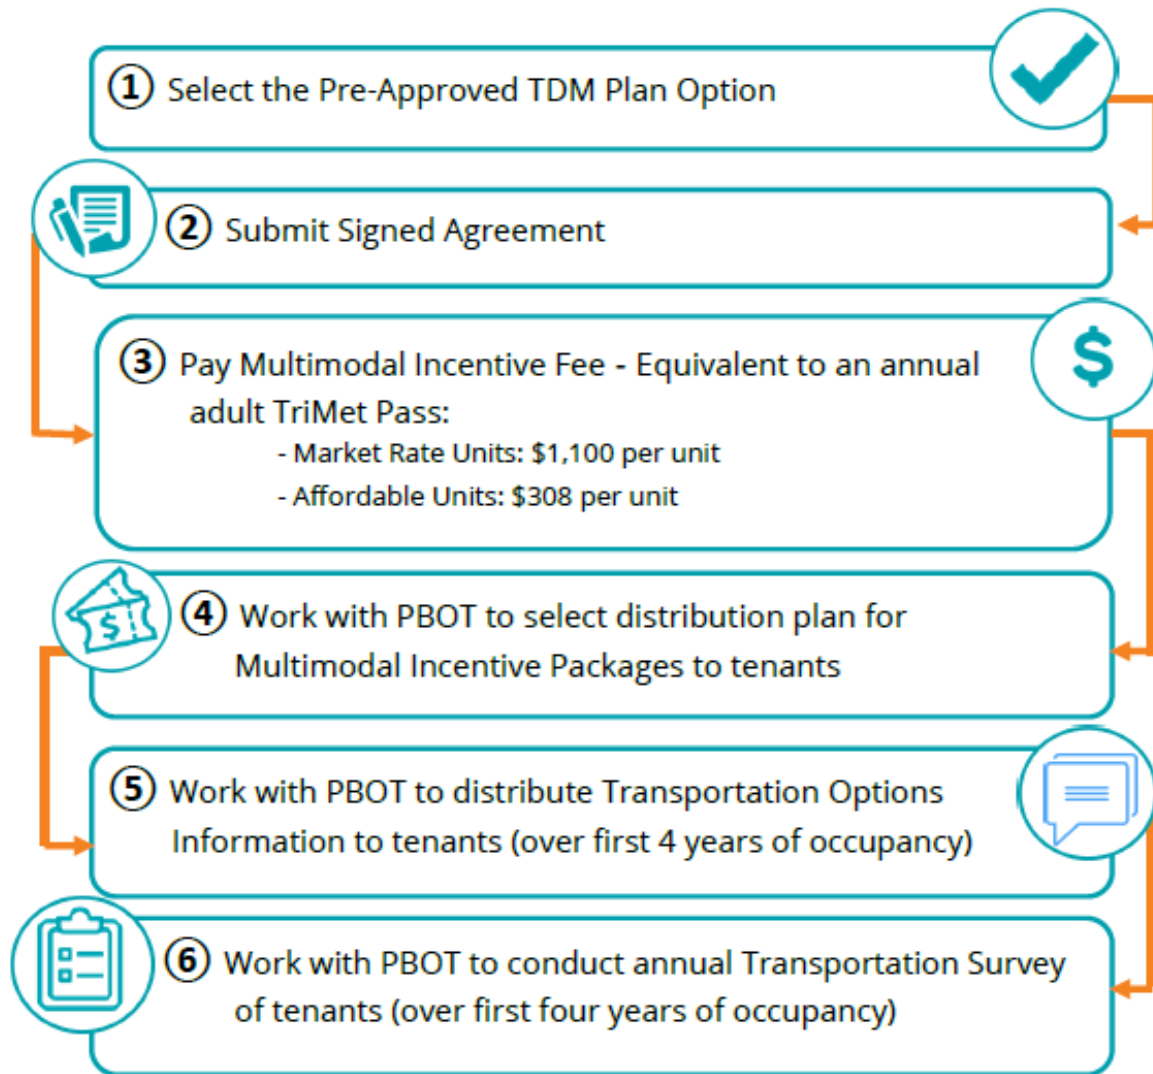 ① Select the Pre-Approved TDM Plan Option
② Submit Signed Agreement
$
③ Pay Multimodal Incentive Fee - Equivalent to an annual
adult TriMet Pass:
- Market Rate Units: $1,100 per unit
- Affordable Units: $308 per unit
$
④ Work with PBOT to select distribution plan for
Multimodal Incentive Packages to tenants
⑤ Work with PBOT to distribute Transportation Options
Information to tenants (over first 4 years of occupancy)
⑥ Work with PBOT to conduct annual Transportation Survey
of tenants (over first four years of occupancy)